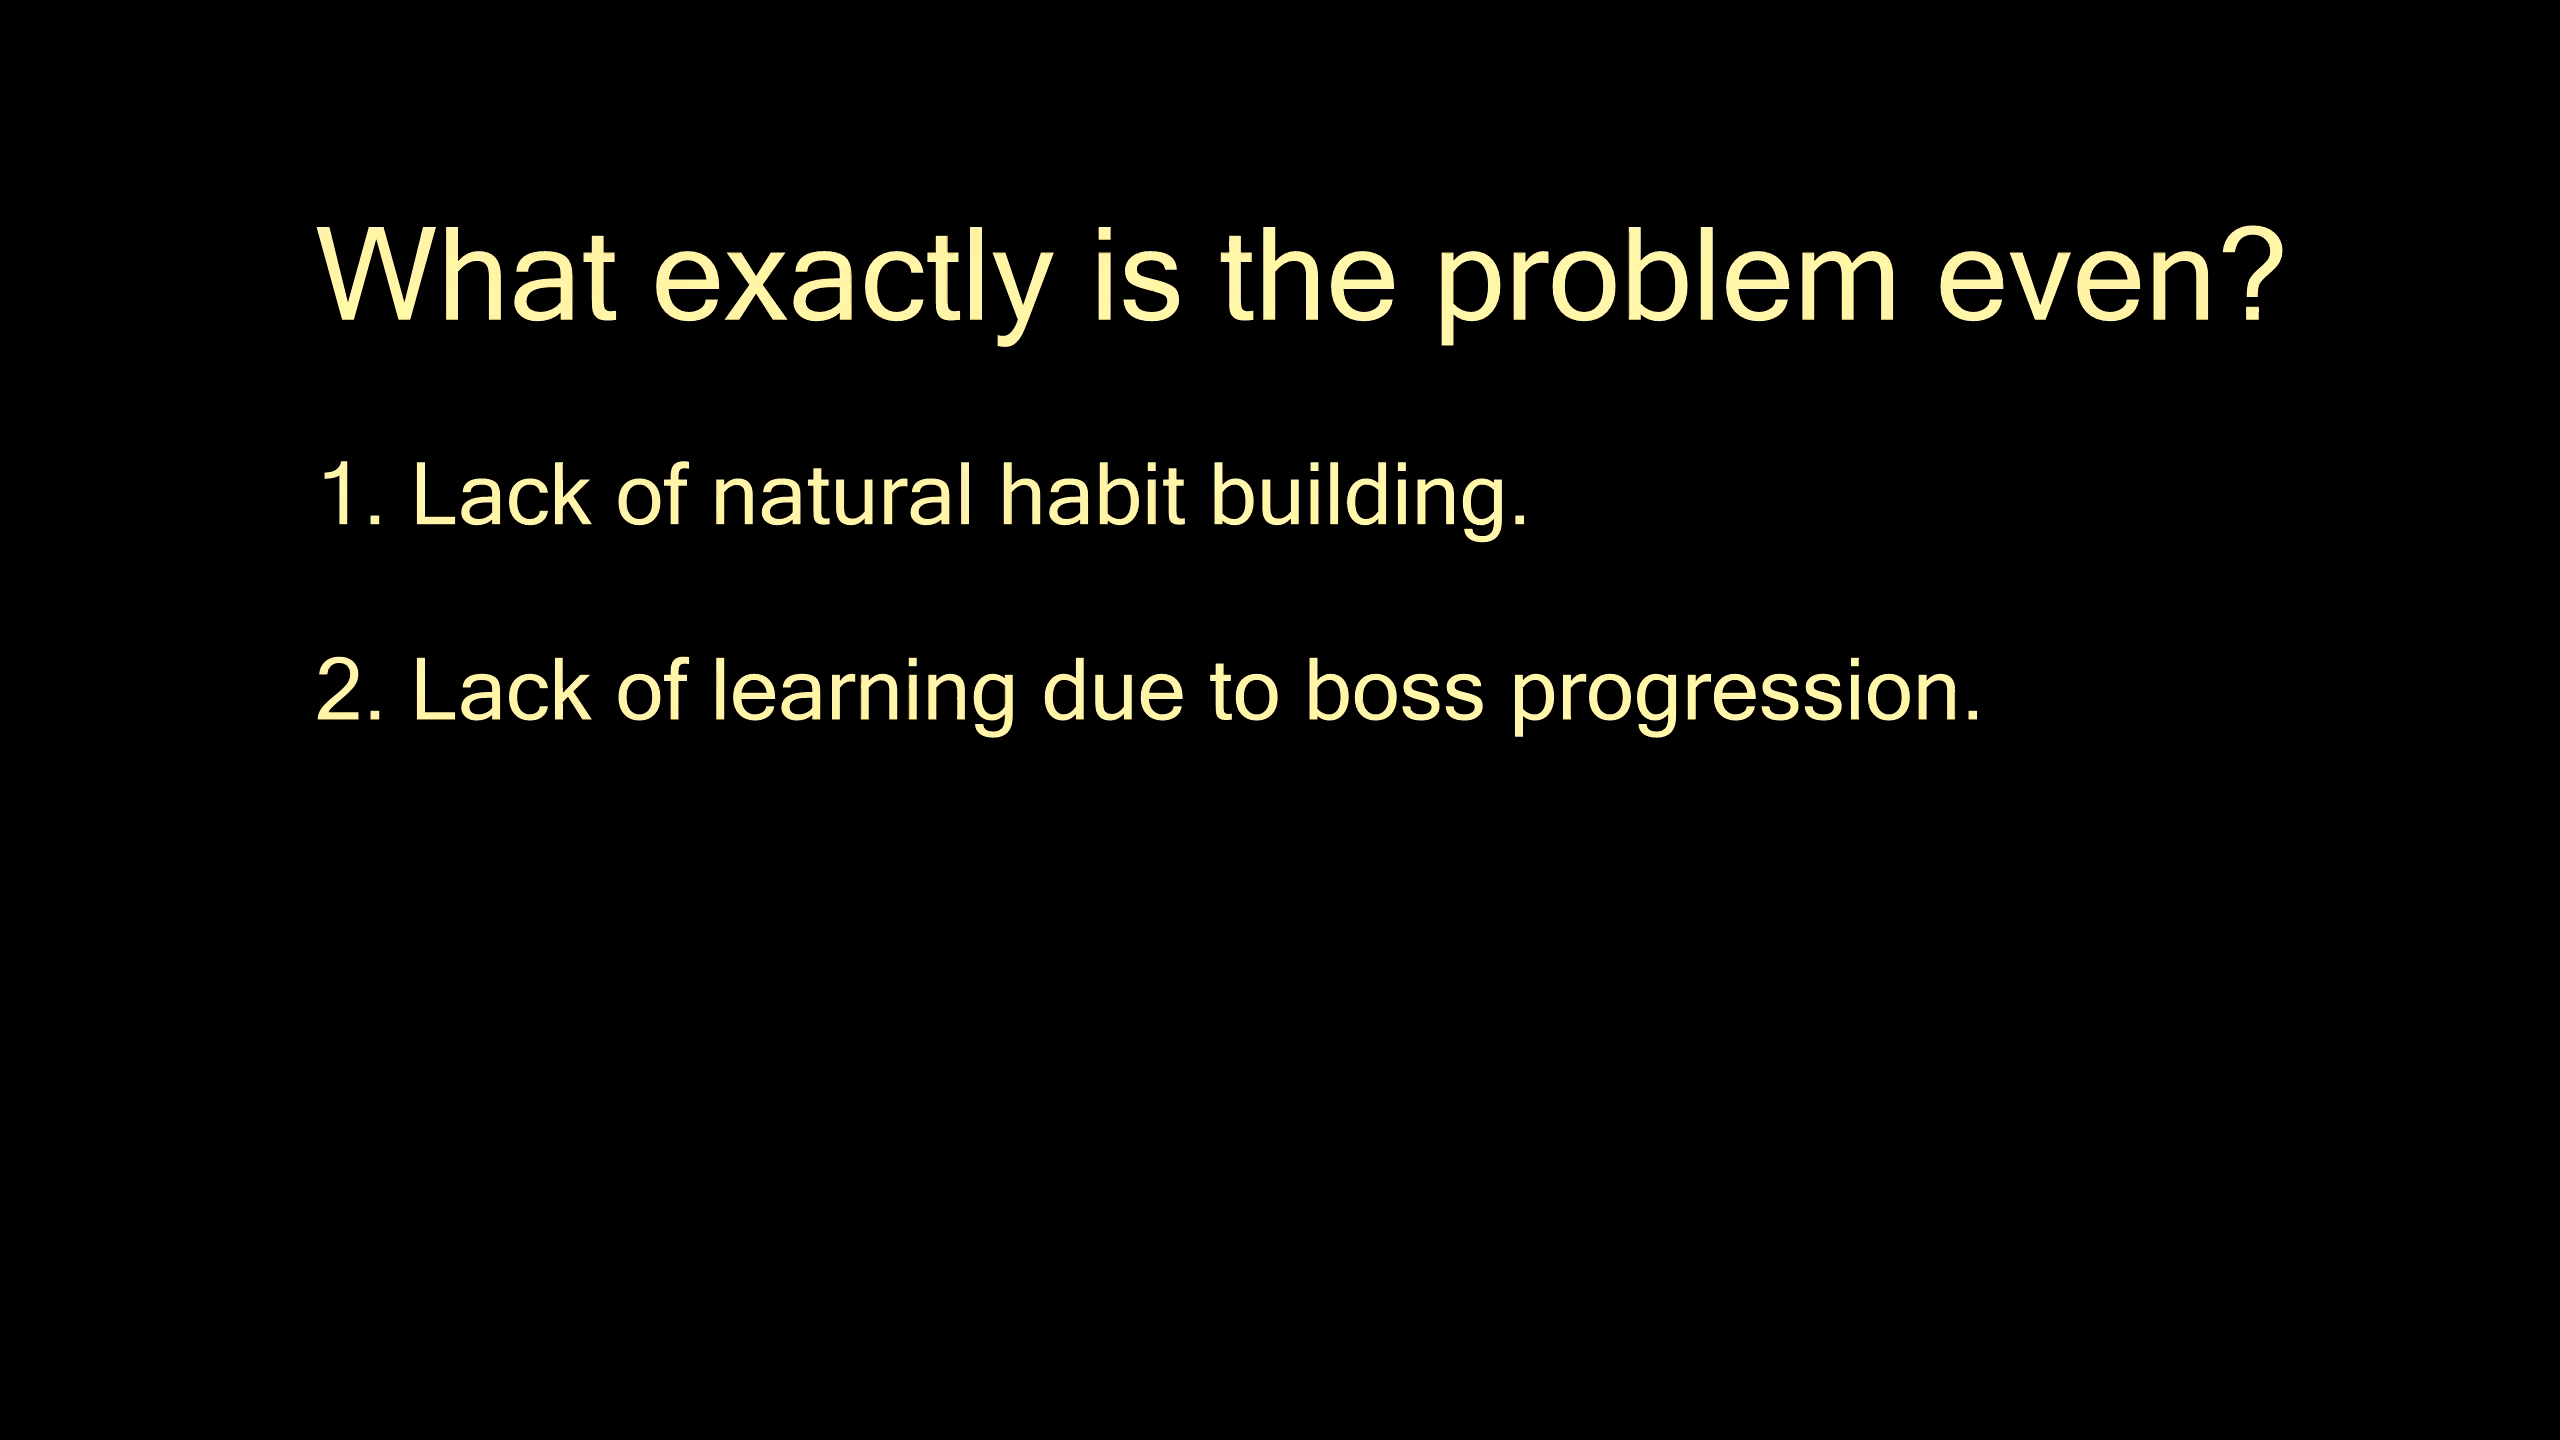 What exactly is the problem even?
1. Lack of natural habit building.
2. Lack of learning due to boss progression.